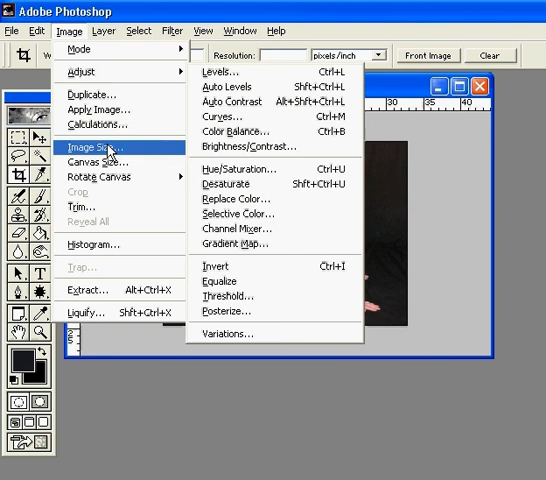 Adobe Photoshop
File Edit Image Layer Select Filter View Window Help
Resolution: pixels/inch Front Image Clear
Mode
Adjust
Duplicate...
Apply Image...
Calculations...
Image Size...
Canvas Size...
Rotate Canvas
Crop
Trim...
Reveal All
Histogram...
Trap...
Extract... Alt+Ctrl+X
Liquify... Shft+Ctrl+X
Levels... Ctrl+L
Auto Levels Shft+Ctrl+L
Auto Contrast Alt+Shft+Ctrl+L
Curves... Ctrl+M
Color Balance... Ctrl+B
Brightness/Contrast...
Hue/Saturation... Ctrl+U
Desaturate Shft+Ctrl+U
Replace Color...
Selective Color...
Channel Mixer...
Gradient Map...
Invert Ctrl+I
Equalize
Threshold...
Posterize...
Variations...
30 35 40